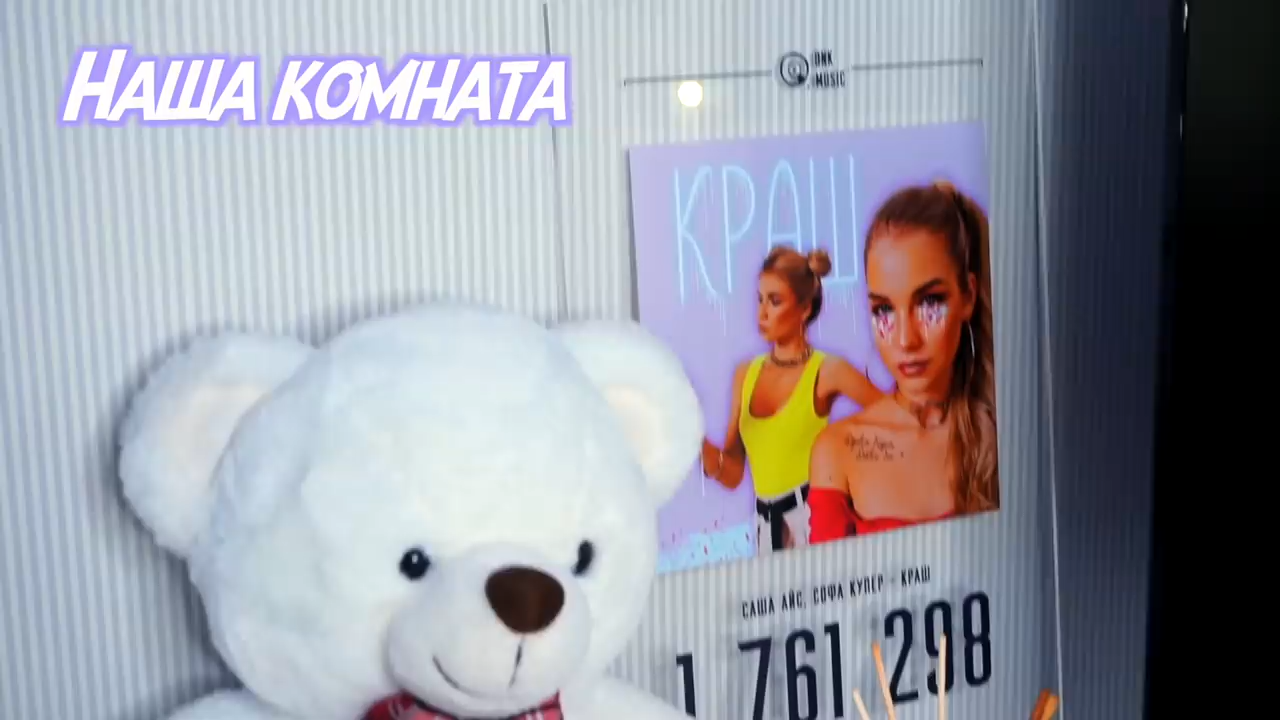 НАША КОМНАТА
DNK
MUSIC
КРАШ
САША АЙС, СОФА КУПЕР - КРАШ
1 761 298